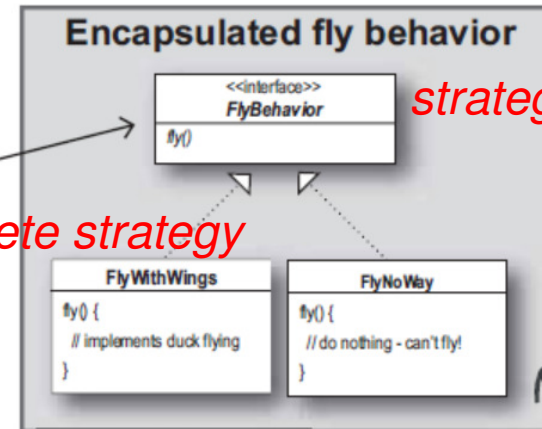 Encapsulated fly behavior
<<interface>>
FlyBehavior
fly()
strateg
ete strategy
FlyWithWings
fly() {
// implements duck flying
}
FlyNoWay
fly() {
// do nothing - can't fly!
}